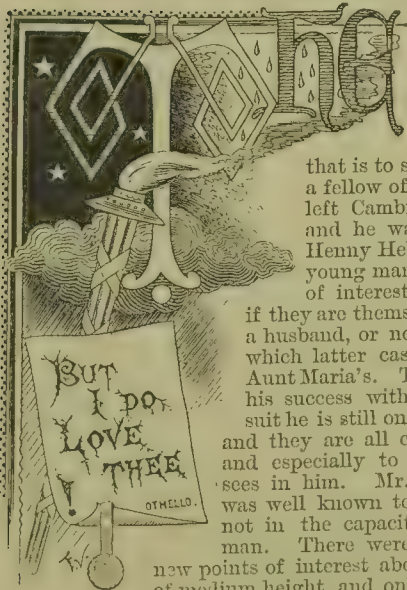 Tha
that is to s
a fellow of
left Camb
and he wa
Henny He
young mar
of interest
if they are thems
a husband, or no
which latter cas
Aunt Maria's. T
his success with
suit he is still on
and they are all c
and especially to
sees in him. Mr.
was well known to
not in the capacit
man. There were
new points of interest abo
of medium height, and on
BUT
I DO
LOVE
THEE
!
OTHELLO.